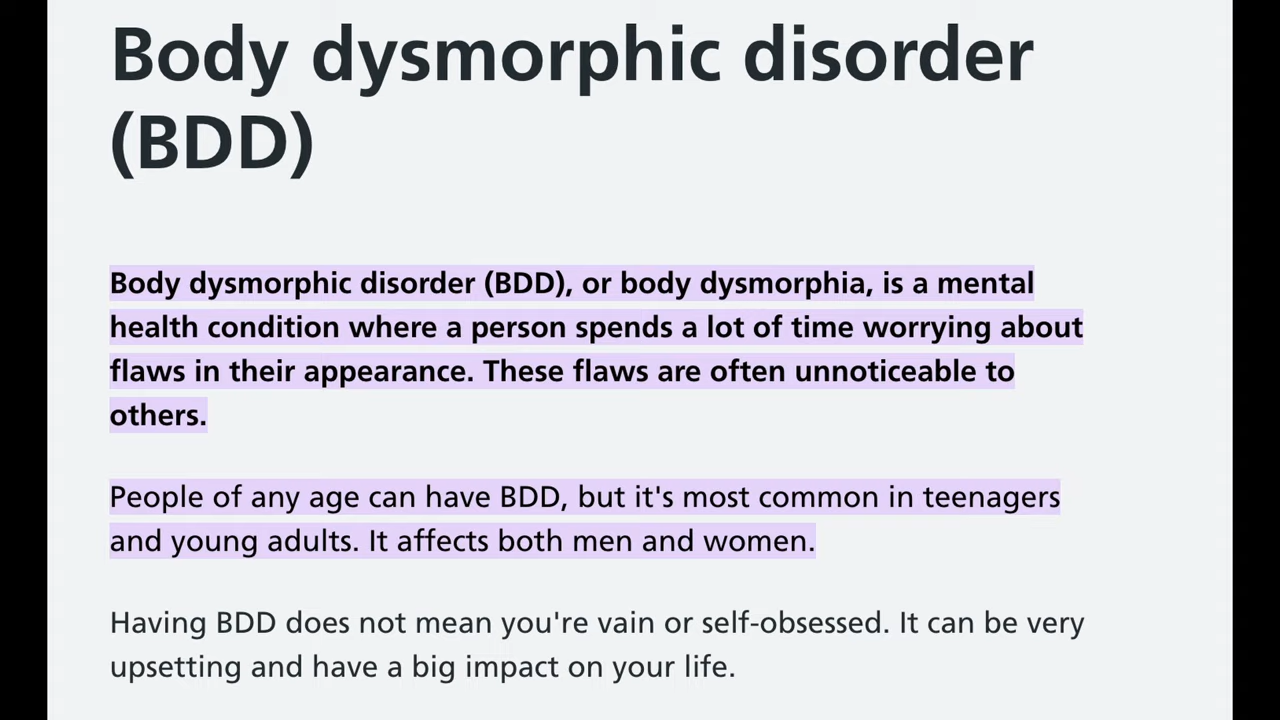 Body dysmorphic disorder
(BDD)
Body dysmorphic disorder (BDD), or body dysmorphia, is a mental
health condition where a person spends a lot of time worrying about
flaws in their appearance. These flaws are often unnoticeable to
others.
People of any age can have BDD, but it's most common in teenagers
and young adults. It affects both men and women.
Having BDD does not mean you're vain or self-obsessed. It can be very
upsetting and have a big impact on your life.